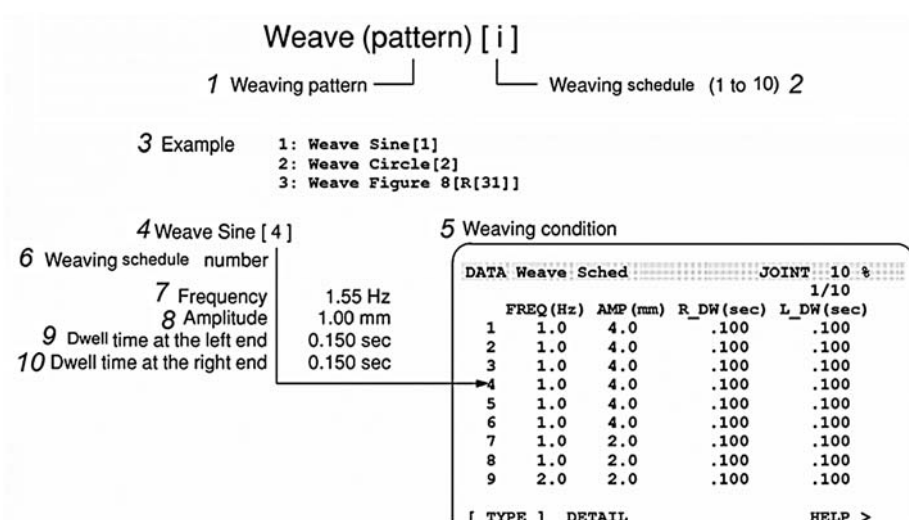 Weave (pattern) [ i ]
1 Weaving pattern
Weaving schedule (1 to 10) 2
3 Example
1: Weave Sine[1]
2: Weave Circle[2]
3: Weave Figure 8[R[31]]
4 Weave Sine [ 4 ]
6 Weaving schedule number
7 Frequency 1.55 Hz
8 Amplitude 1.00 mm
9 Dwell time at the left end 0.150 sec
10 Dwell time at the right end 0.150 sec
5 Weaving condition
DATA Weave Sched JOINT 10 %
1/10
FREQ(Hz) AMP(mm) R_DW(sec) L_DW(sec)
1 1.0 4.0 .100 .100
2 1.0 4.0 .100 .100
3 1.0 4.0 .100 .100
4 1.0 4.0 .100 .100
5 1.0 4.0 .100 .100
6 1.0 4.0 .100 .100
7 1.0 2.0 .100 .100
8 1.0 2.0 .100 .100
9 2.0 2.0 .100 .100
[ TYPE ] DETAIL HELP >